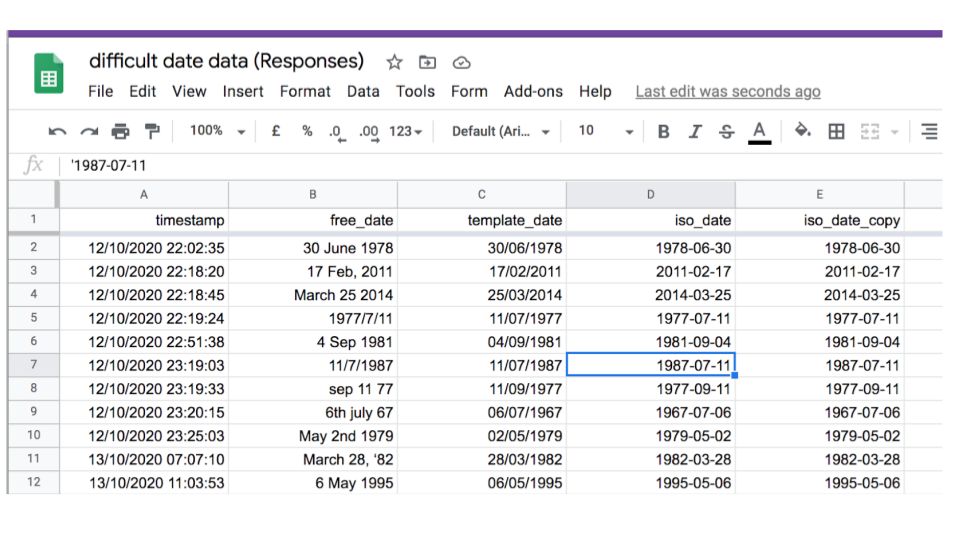 difficult date data (Responses)
File Edit View Insert Format Data Tools Form Add-ons Help Last edit was seconds ago
100% £ % .0 .00 123 Default (Ari... 10 B I S A
fx '1987-07-11
A B C D E
1 timestamp free_date template_date iso_date iso_date_copy
2 12/10/2020 22:02:35 30 June 1978 30/06/1978 1978-06-30 1978-06-30
3 12/10/2020 22:18:20 17 Feb, 2011 17/02/2011 2011-02-17 2011-02-17
4 12/10/2020 22:18:45 March 25 2014 25/03/2014 2014-03-25 2014-03-25
5 12/10/2020 22:19:24 1977/7/11 11/07/1977 1977-07-11 1977-07-11
6 12/10/2020 22:51:38 4 Sep 1981 04/09/1981 1981-09-04 1981-09-04
7 12/10/2020 23:19:03 11/7/1987 11/07/1987 1987-07-11 1987-07-11
8 12/10/2020 23:19:33 sep 11 77 11/09/1977 1977-09-11 1977-09-11
9 12/10/2020 23:20:15 6th july 67 06/07/1967 1967-07-06 1967-07-06
10 12/10/2020 23:25:03 May 2nd 1979 02/05/1979 1979-05-02 1979-05-02
11 13/10/2020 07:07:10 March 28, '82 28/03/1982 1982-03-28 1982-03-28
12 13/10/2020 11:03:53 6 May 1995 06/05/1995 1995-05-06 1995-05-06